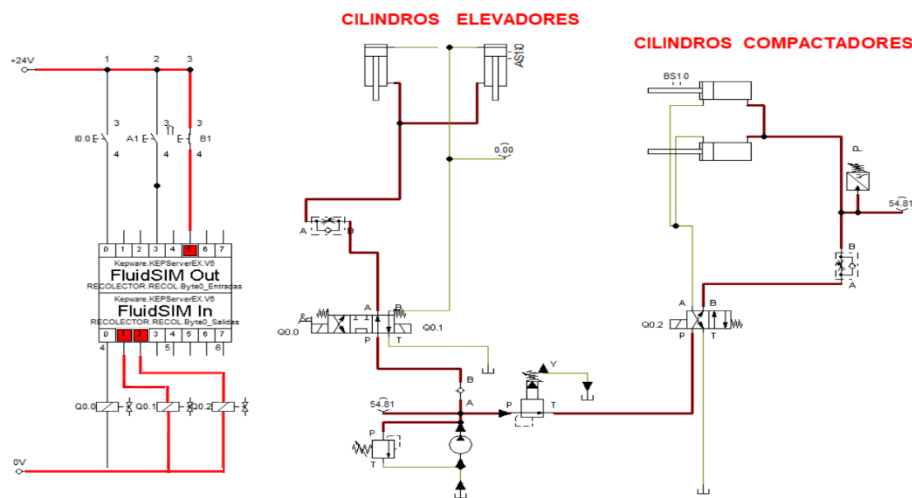 CILINDROS ELEVADORES
CILINDROS COMPACTADORES
+24V
1 2 3
3 3 3
I0.0 A1 B1
4 4 4
0 1 2 3 4 5 6 7
Kepware.KEPServerEX.V6
FluidSIM Out
RECOLECTOR.RECOL.Byte0_Entradas
Kepware.KEPServerEX.V6
FluidSIM In
RECOLECTOR.RECOL.Byte0_Salidas
0 1 2 3 4 5 6 7
4 5 6
Q0.0 Q0.1 Q0.2
0V
AS1:0
0.00
A B
A B
Q0.0 Q0.1
P T
B
A
54.81
P
T
Y
P T
BS1:0
P
54.81
B
A
A B
Q0.2
P T